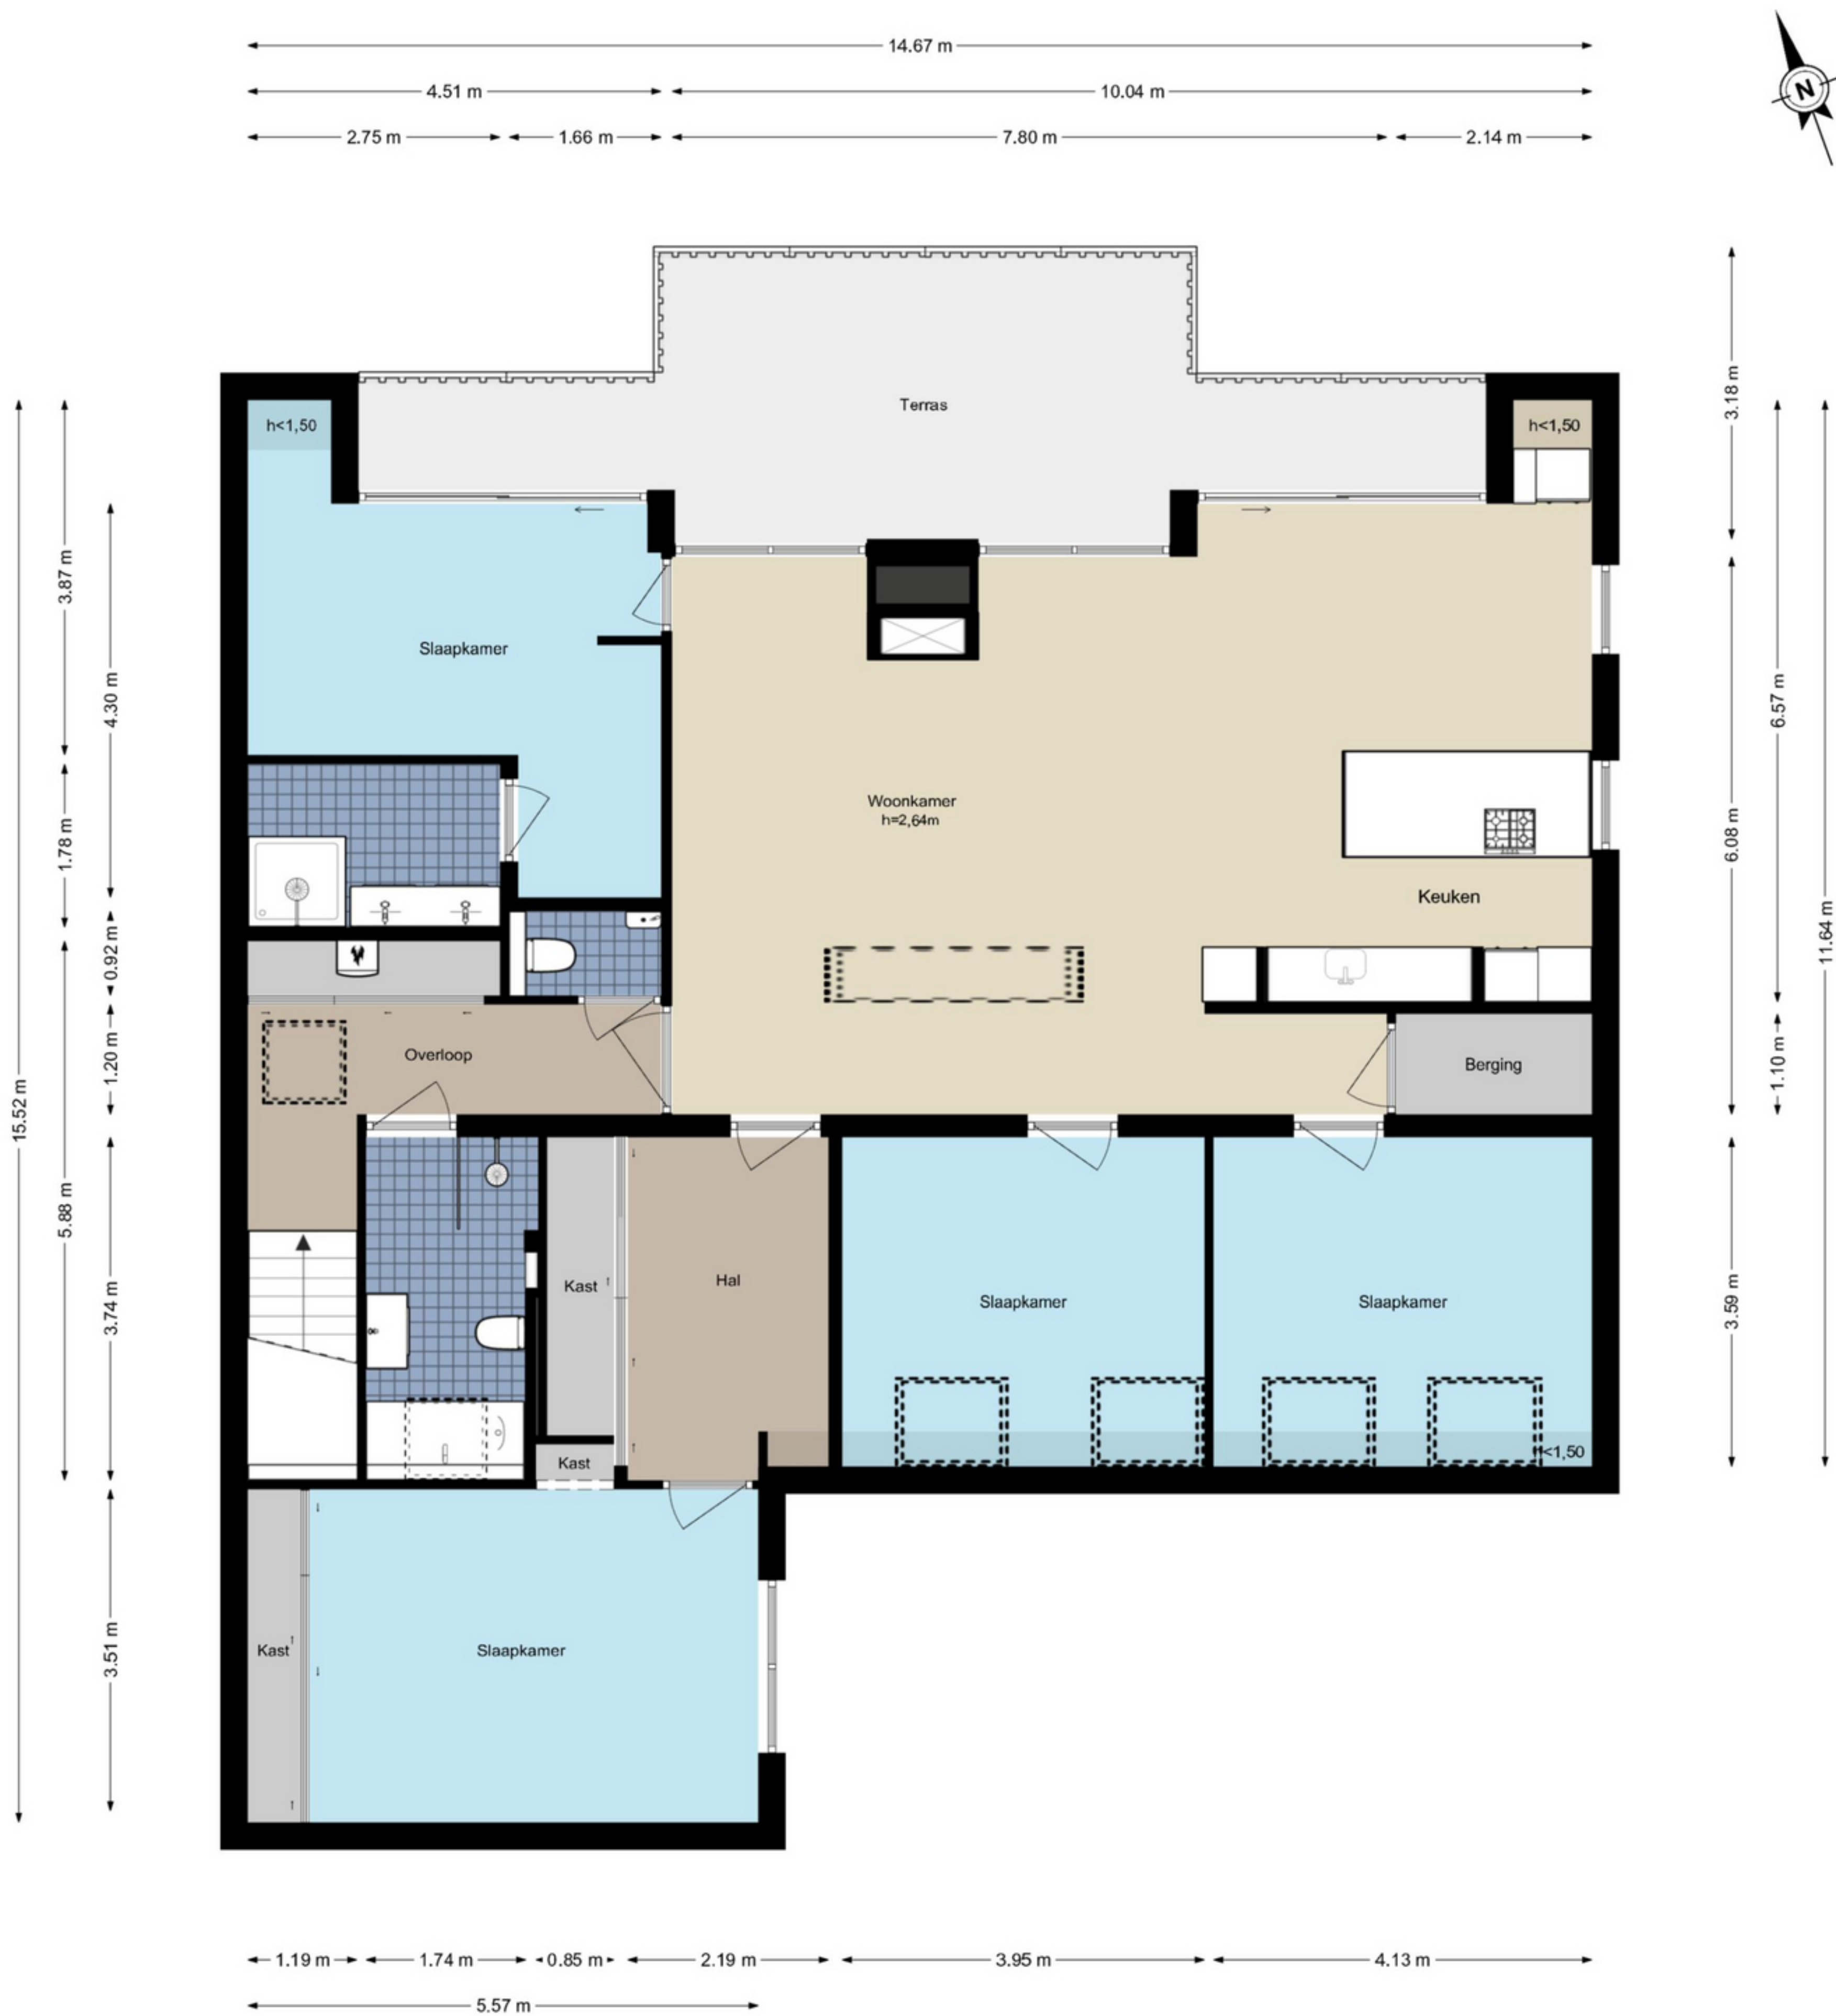 14.67 m
4.51 m
10.04 m
2.75 m
1.66 m
7.80 m
2.14 m
N
Terras
h<1,50
h<1,50
3.18 m
3.87 m
Slaapkamer
4.30 m
6.57 m
Woonkamer
h=2,64m
1.78 m
6.08 m
Keuken
11.64 m
0.92 m
Overloop
1.20 m
Berging
1.10 m
15.52 m
5.88 m
Kast
Hal
Slaapkamer
Slaapkamer
3.74 m
3.59 m
Kast
<1,50
Kast
Slaapkamer
3.51 m
1.19 m
1.74 m
0.85 m
2.19 m
3.95 m
4.13 m
5.57 m